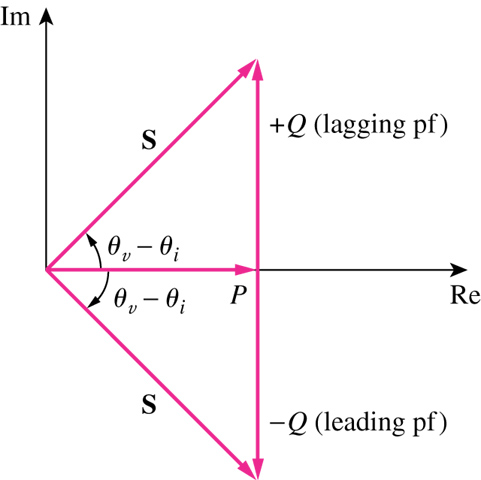 Im
S
+Q (lagging pf)
θv − θi
P
Re
θv − θi
S
−Q (leading pf)